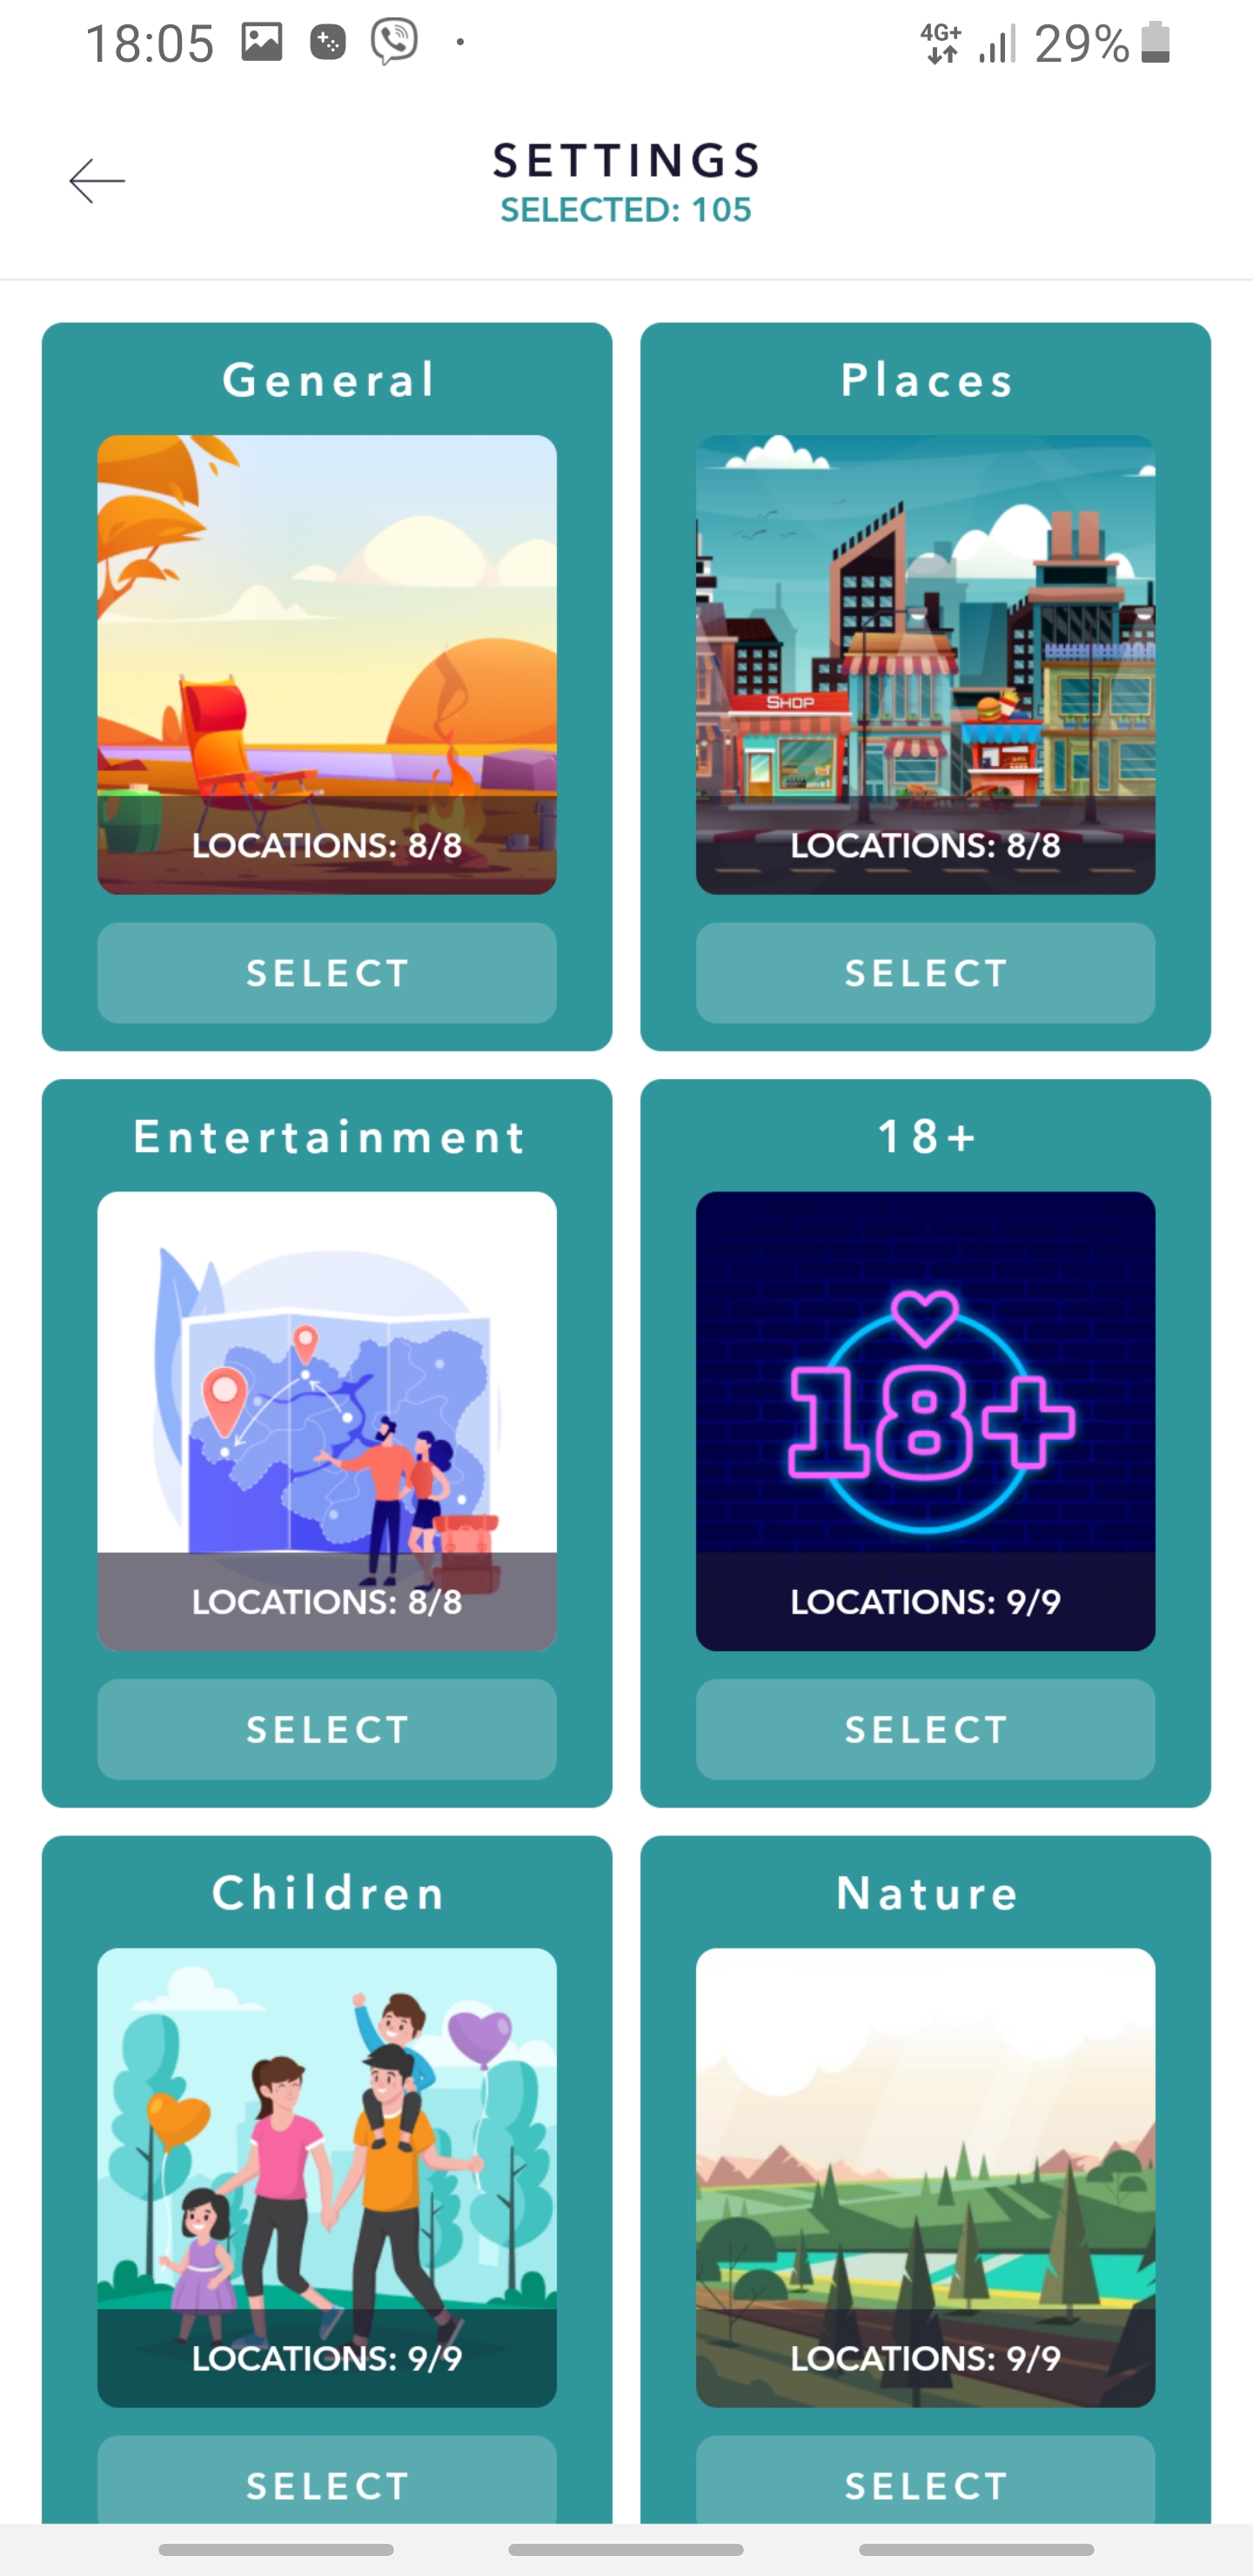 18:05
4G+ 29%
SETTINGS
SELECTED: 105
General
LOCATIONS: 8/8
SELECT
Places
SHOP
LOCATIONS: 8/8
SELECT
Entertainment
LOCATIONS: 8/8
SELECT
18+
18+
LOCATIONS: 9/9
SELECT
Children
LOCATIONS: 9/9
SELECT
Nature
LOCATIONS: 9/9
SELECT